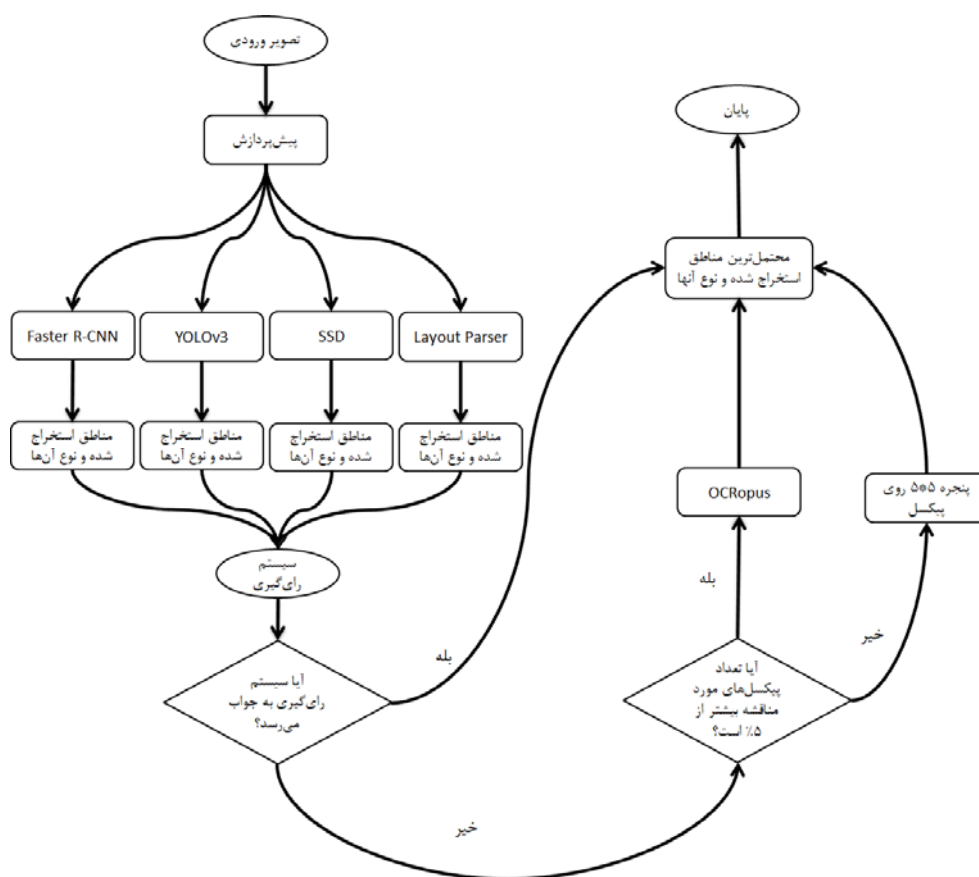 تصویر ورودی
پیش‌پردازش
Faster R-CNN
YOLOv3
SSD
Layout Parser
مناطق استخراج
شده و نوع آن‌ها
مناطق استخراج
شده و نوع آن‌ها
مناطق استخراج
شده و نوع آن‌ها
مناطق استخراج
شده و نوع آن‌ها
سیستم
رای‌گیری
آیا سیستم
رای‌گیری به جواب
می‌رسد؟
بله
خیر
آیا تعداد
پیکسل‌های مورد
مناقشه بیشتر از
۵٪ است؟
بله
خیر
OCRopus
پنجره ۵*۵ روی
پیکسل
محتمل‌ترین مناطق
استخراج شده و نوع آنها
پایان